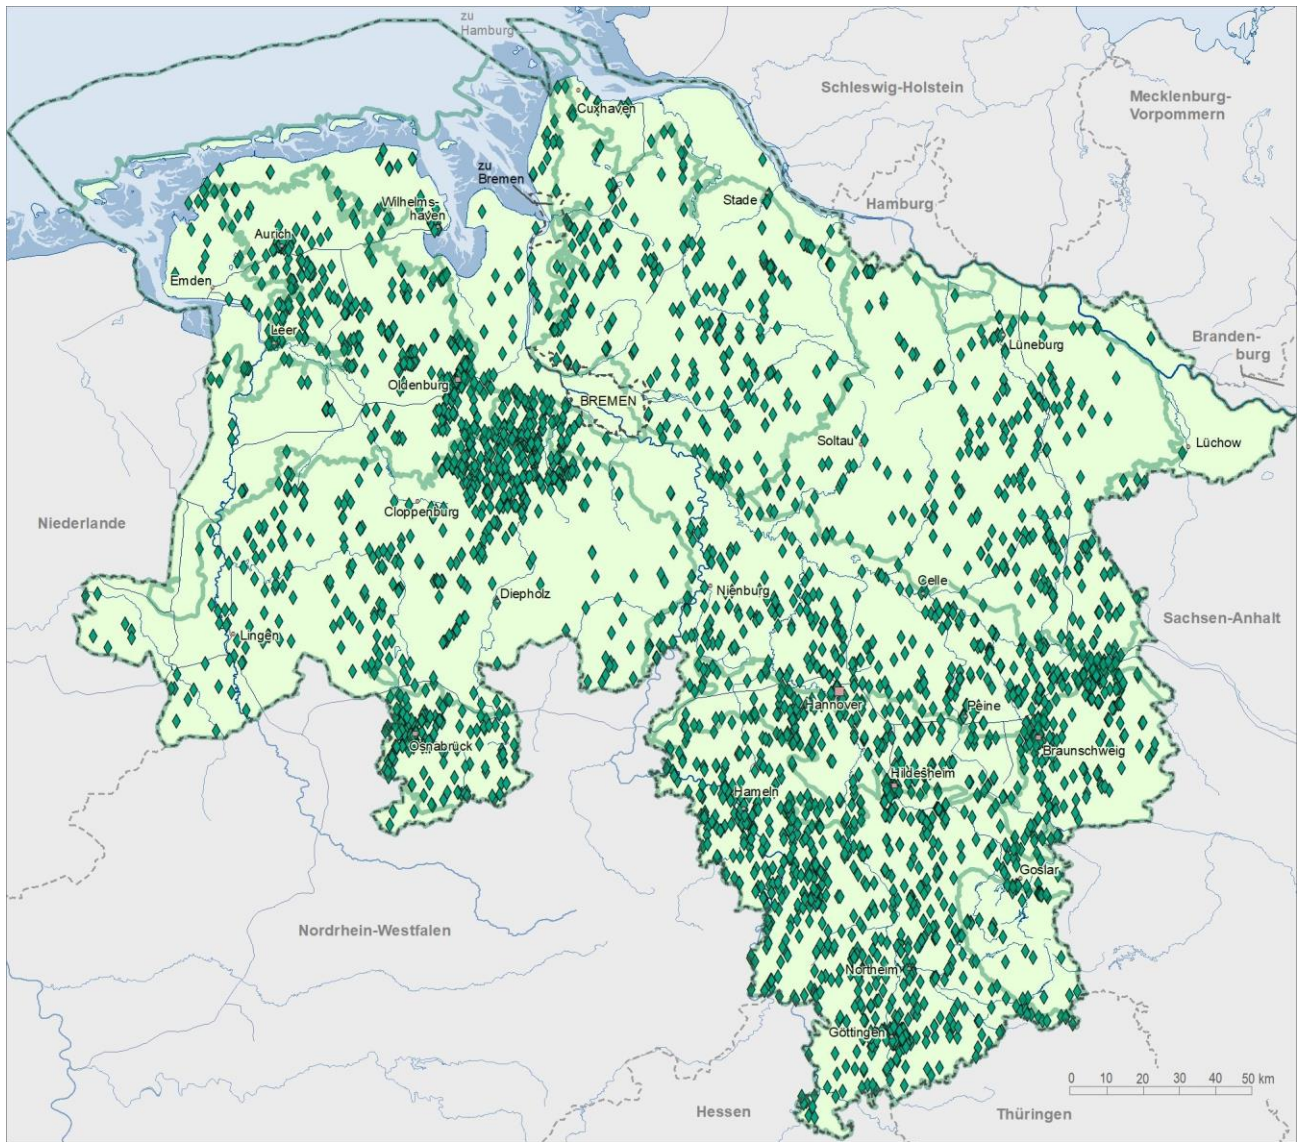 zu
Hamburg
Schleswig-Holstein
Mecklenburg-
Vorpommern
Cuxhaven
zu
Bremen
Stade
Hamburg
Wilhelms-
haven
Aurich
Emden
Leer
Lüneburg
Branden-
burg
Oldenburg
BREMEN
Soltau
Lüchow
Cloppenburg
Niederlande
Celle
Diepholz
Nienburg
Sachsen-Anhalt
Lingen
Hannover
Peine
Osnabrück
Braunschweig
Hildesheim
Hameln
Goslar
Nordrhein-Westfalen
Northeim
Göttingen
0 10 20 30 40 50 km
Hessen
Thüringen